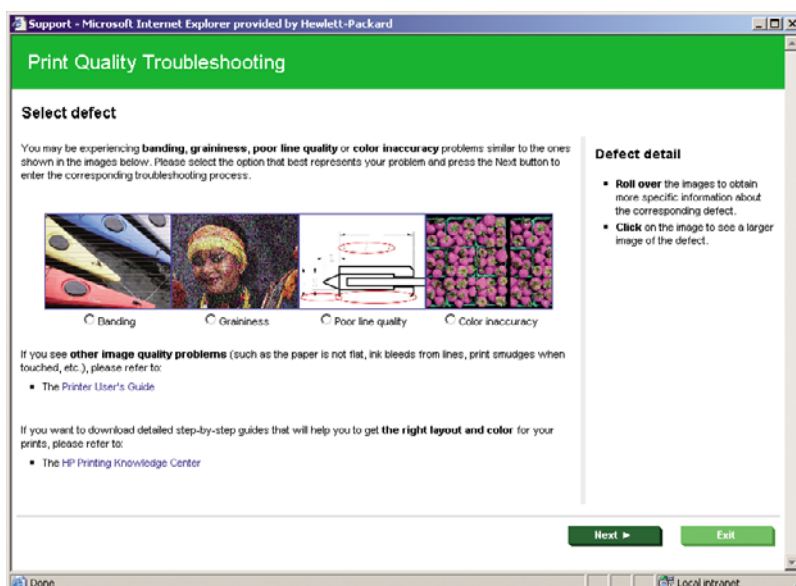 Support - Microsoft Internet Explorer provided by Hewlett-Packard
Print Quality Troubleshooting
Select defect
You may be experiencing banding, graininess, poor line quality or color inaccuracy problems similar to the ones
shown in the images below. Please select the option that best represents your problem and press the Next button to
enter the corresponding troubleshooting process.
Banding
Graininess
Poor line quality
Color inaccuracy
If you see other image quality problems (such as the paper is not flat, ink bleeds from lines, print smudges when
touched, etc.), please refer to:
The Printer User's Guide
If you want to download detailed step-by-step guides that will help you to get the right layout and color for your
prints, please refer to:
The HP Printing Knowledge Center
Defect detail
Roll over the images to obtain
more specific information about
the corresponding defect.
Click on the image to see a larger
image of the defect.
Next
Exit
Done
Local intranet